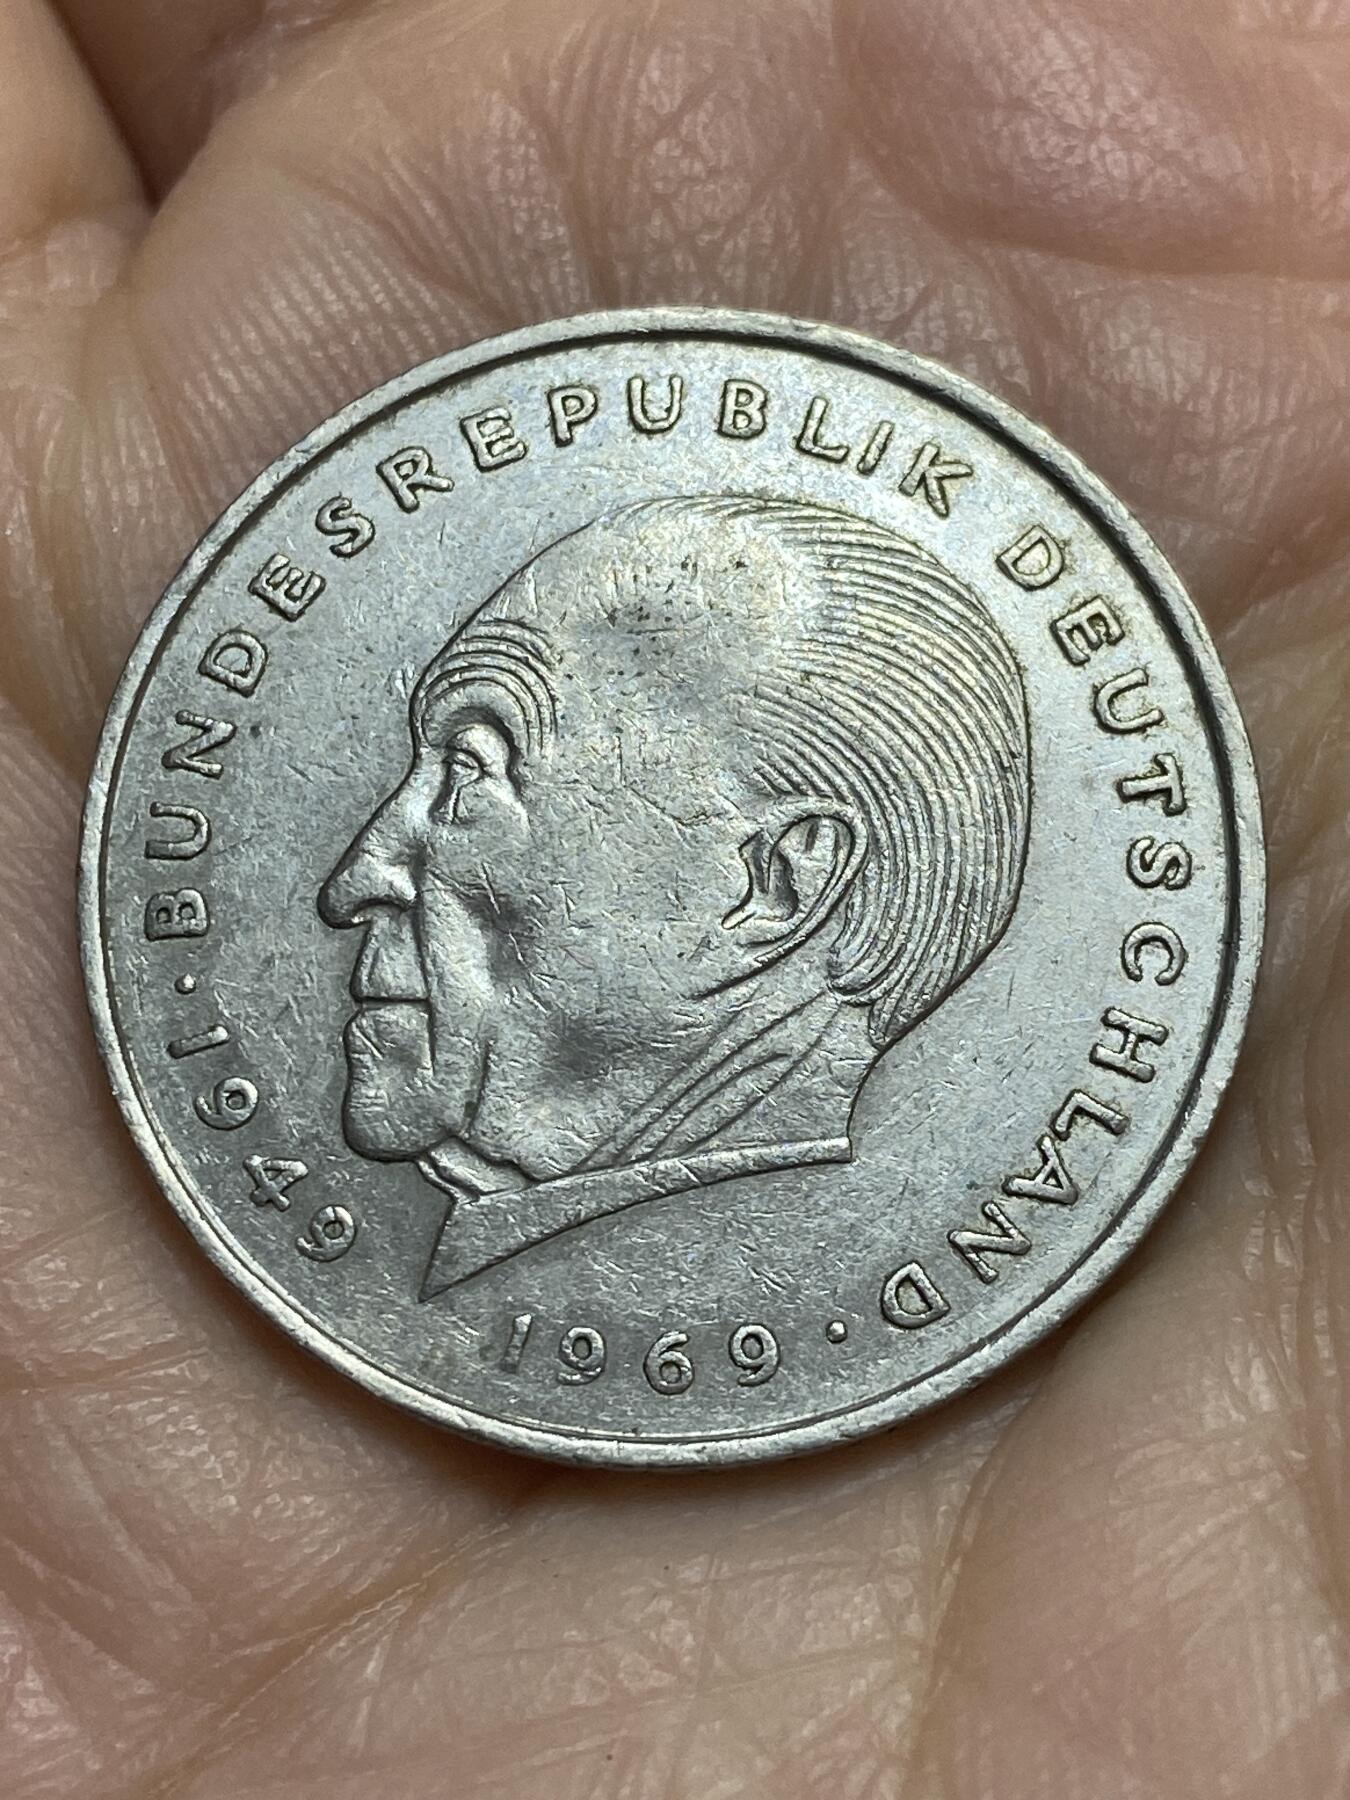 BUNDESREPUBLIK DEUTSCHLAND · 1969
1949 ·